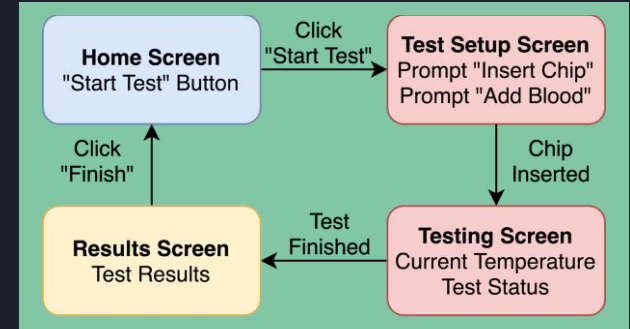 Home Screen
"Start Test" Button
Click
"Start Test"
Test Setup Screen
Prompt "Insert Chip"
Prompt "Add Blood"
Chip
Inserted
Testing Screen
Current Temperature
Test Status
Test
Finished
Results Screen
Test Results
Click
"Finish"